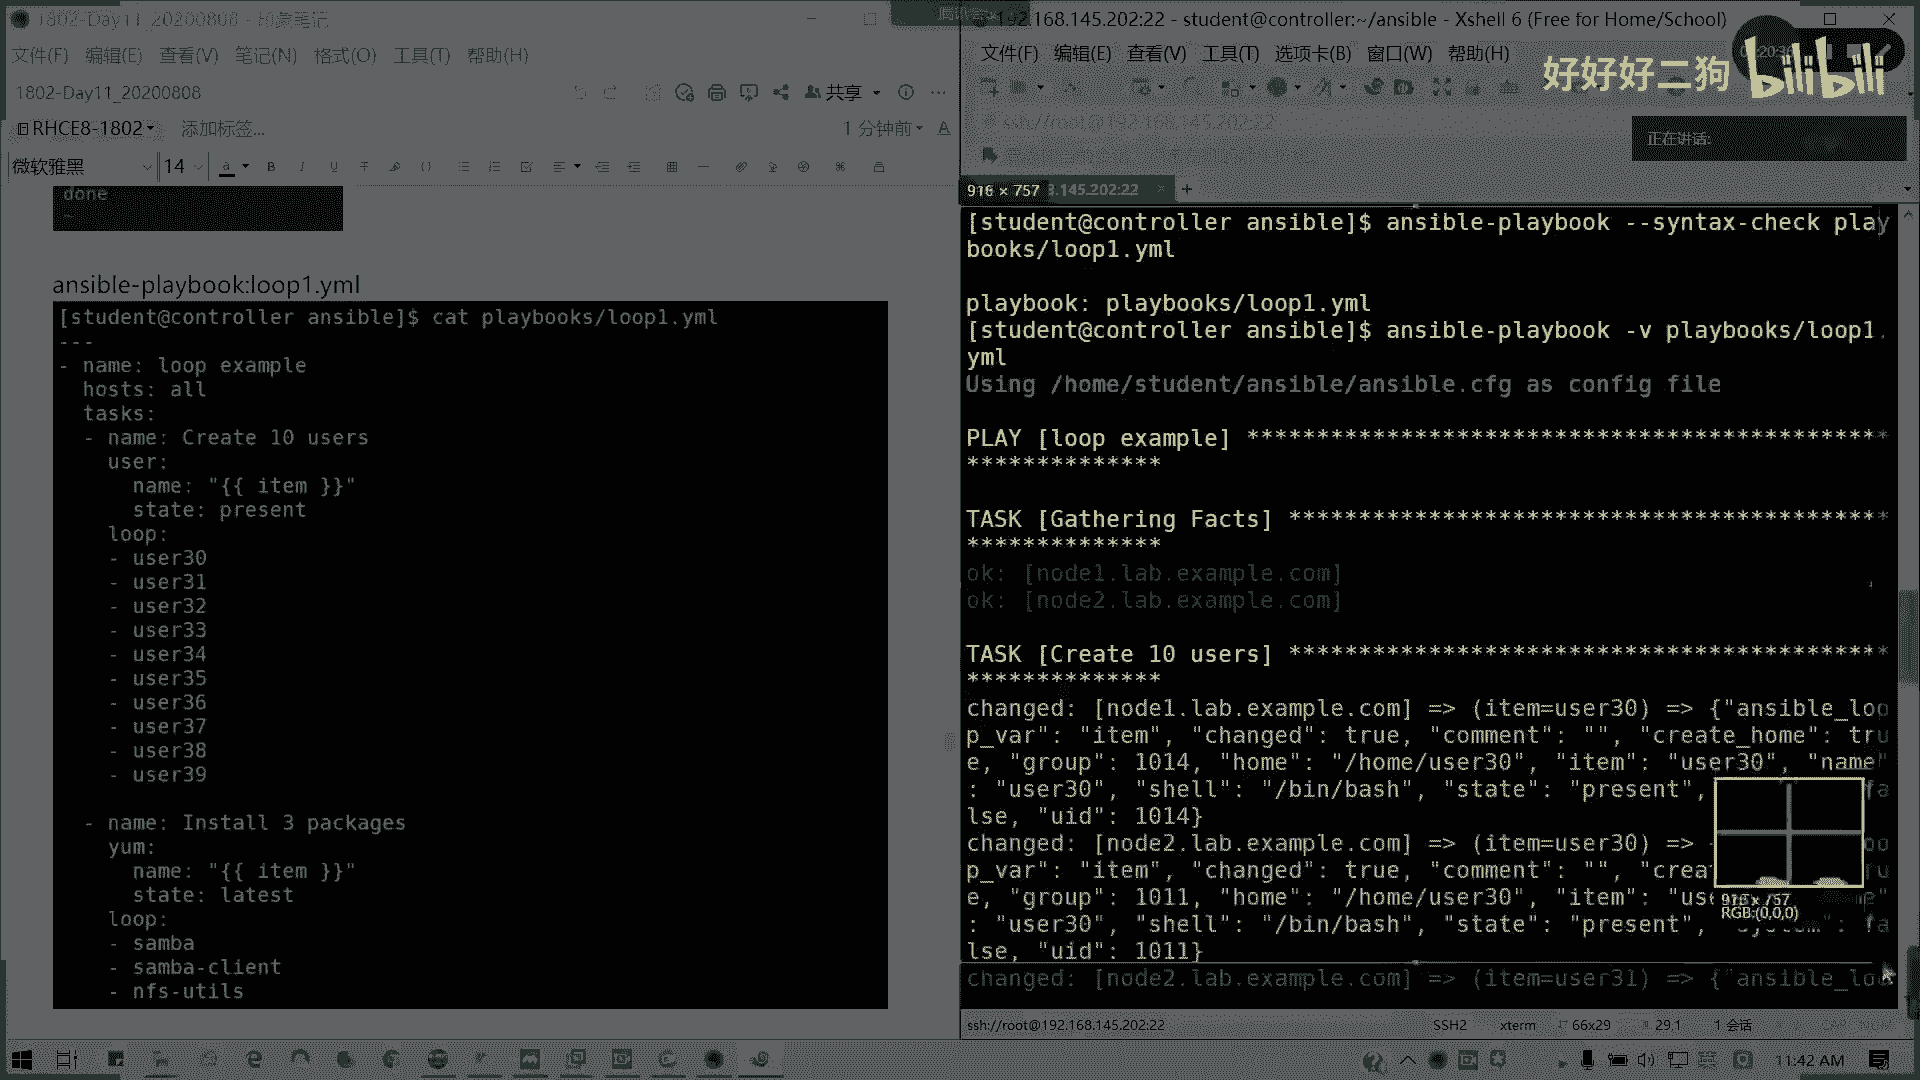 1802-Day11_20200808 - 印象笔记
文件(F) 编辑(E) 查看(V) 笔记(N) 格式(O) 工具(T) 帮助(H)
1802-Day11_20200808
共享
RHCE8-1802 添加标签...
1 分钟前
微软雅黑 14
done
~
ansible-playbook:loop1.yml
[student@controller ansible]$ cat playbooks/loop1.yml
---
- name: loop example
hosts: all
tasks:
- name: Create 10 users
user:
name: "{{ item }}"
state: present
loop:
- user30
- user31
- user32
- user33
- user34
- user35
- user36
- user37
- user38
- user39
- name: Install 3 packages
yum:
name: "{{ item }}"
state: latest
loop:
- samba
- samba-client
- nfs-utils
192.168.145.202:22 - student@controller:~/ansible - Xshell 6 (Free for Home/School)
文件(F) 编辑(E) 查看(V) 工具(T) 选项卡(B) 窗口(W) 帮助(H)
好好好二狗 bilibili
ssh://root@192.168.145.202:22
正在讲话:
916 × 757
3.145.202:22
[student@controller ansible]$ ansible-playbook --syntax-check play
books/loop1.yml
playbook: playbooks/loop1.yml
[student@controller ansible]$ ansible-playbook -v playbooks/loop1.
yml
Using /home/student/ansible/ansible.cfg as config file
PLAY [loop example] **********************************************
**************
TASK [Gathering Facts] *******************************************
**************
ok: [node1.lab.example.com]
ok: [node2.lab.example.com]
TASK [Create 10 users] *******************************************
**************
changed: [node1.lab.example.com] => (item=user30) => {"ansible_loo
p_var": "item", "changed": true, "comment": "", "create_home": tru
e, "group": 1014, "home": "/home/user30", "item": "user30", "name"
: "user30", "shell": "/bin/bash", "state": "present", fa
lse, "uid": 1014}
changed: [node2.lab.example.com] => (item=user30) => oo
p_var": "item", "changed": true, "comment": "", "crea ru
e, "group": 1011, "home": "/home/user30", "item": "us e"
: "user30", "shell": "/bin/bash", "state": "present", "system": fa
lse, "uid": 1011}
changed: [node2.lab.example.com] => (item=user31) => {"ansible_loo
RGB:(0,0,0)
ssh://root@192.168.145.202:22 SSH2 xterm 66x29 29,1 1 会话 CAP NUM
11:42 AM